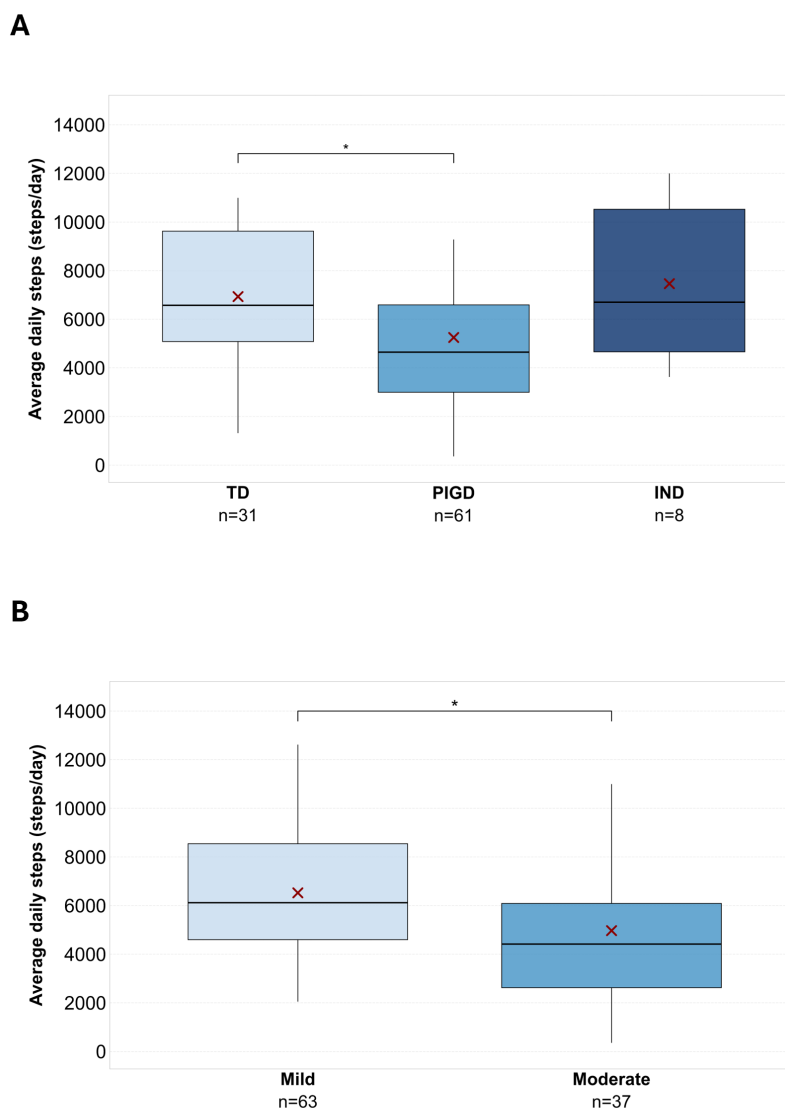 A
Average daily steps (steps/day)
14000
12000
10000
8000
6000
4000
2000
0
*
TD
PIGD
IND
n=31
n=61
n=8
B
Average daily steps (steps/day)
14000
12000
10000
8000
6000
4000
2000
0
*
Mild
Moderate
n=63
n=37